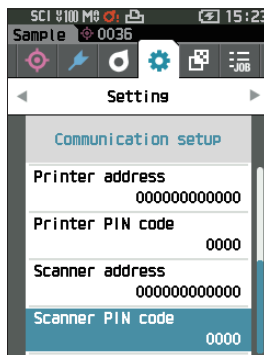 SCI 100 M 15:23
Sample 0036
-JOB
Setting
Communication setup
Printer address
000000000000
Printer PIN code
0000
Scanner address
000000000000
Scanner PIN code
0000